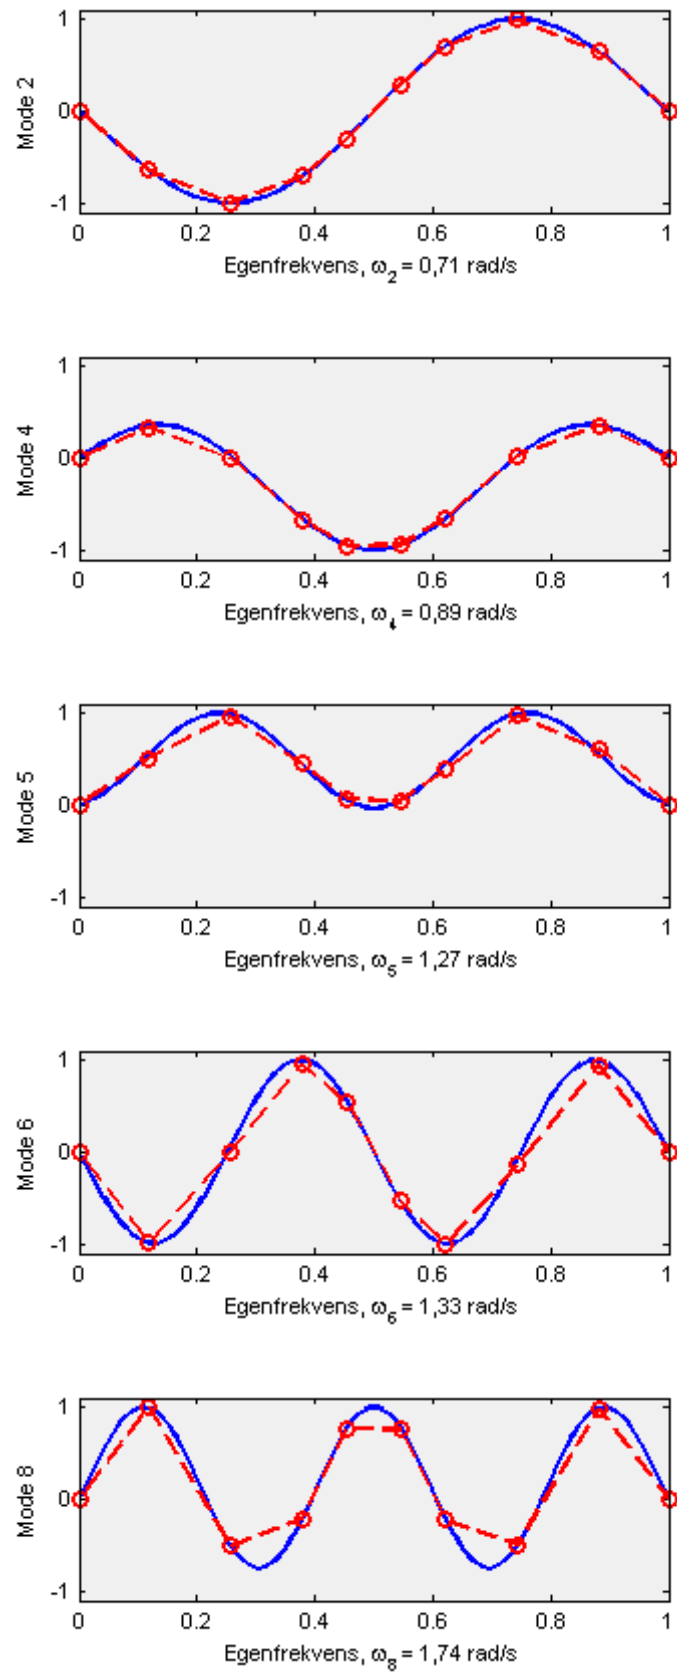 Mode 2
1
0
-1
0 0.2 0.4 0.6 0.8 1
Egenfrekvens, ω2 = 0,71 rad/s
Mode 4
1
0
-1
0 0.2 0.4 0.6 0.8 1
Egenfrekvens, ω4 = 0,89 rad/s
Mode 5
1
0
-1
0 0.2 0.4 0.6 0.8 1
Egenfrekvens, ω5 = 1,27 rad/s
Mode 6
1
0
-1
0 0.2 0.4 0.6 0.8 1
Egenfrekvens, ω6 = 1,33 rad/s
Mode 8
1
0
-1
0 0.2 0.4 0.6 0.8 1
Egenfrekvens, ω8 = 1,74 rad/s